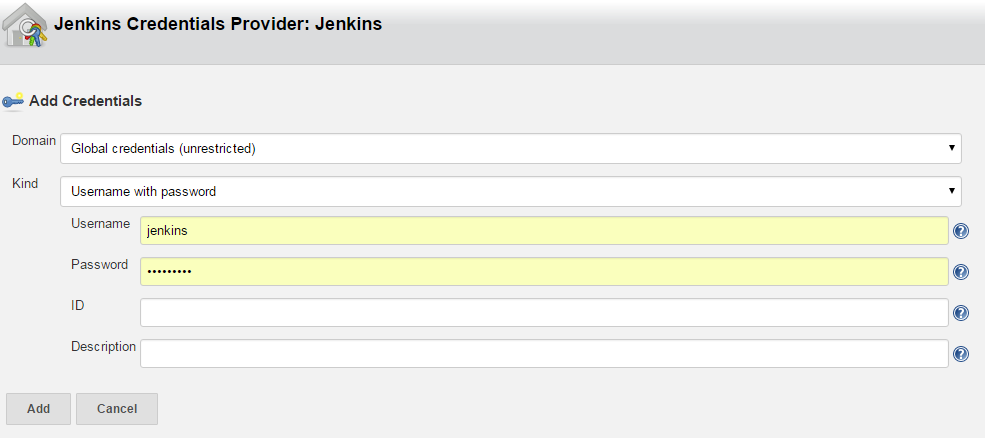 Jenkins Credentials Provider: Jenkins
Add Credentials
Domain Global credentials (unrestricted)
Kind Username with password
Username jenkins
Password •••••••••
ID
Description
Add Cancel